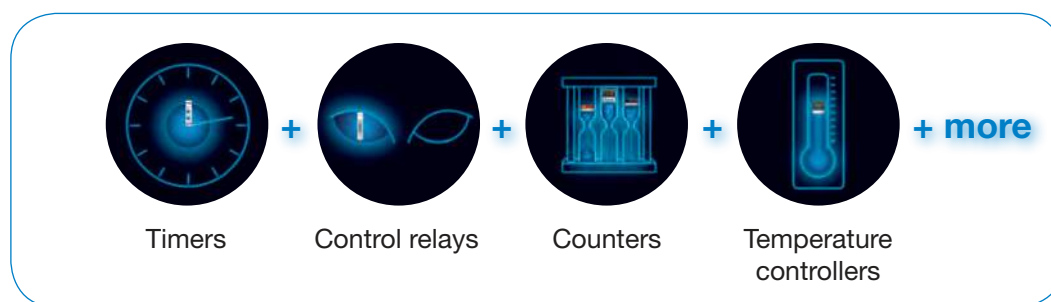 + + + + more
Timers Control relays Counters Temperature
controllers